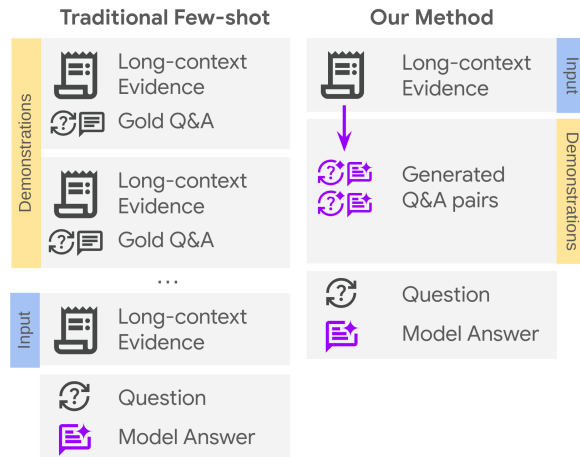 Traditional Few-shot
Demonstrations
Long-context
Evidence
Gold Q&A
Long-context
Evidence
Gold Q&A
...
Input
Long-context
Evidence
Question
Model Answer
Our Method
Long-context
Evidence
Input
Generated
Q&A pairs
Demonstrations
Question
Model Answer